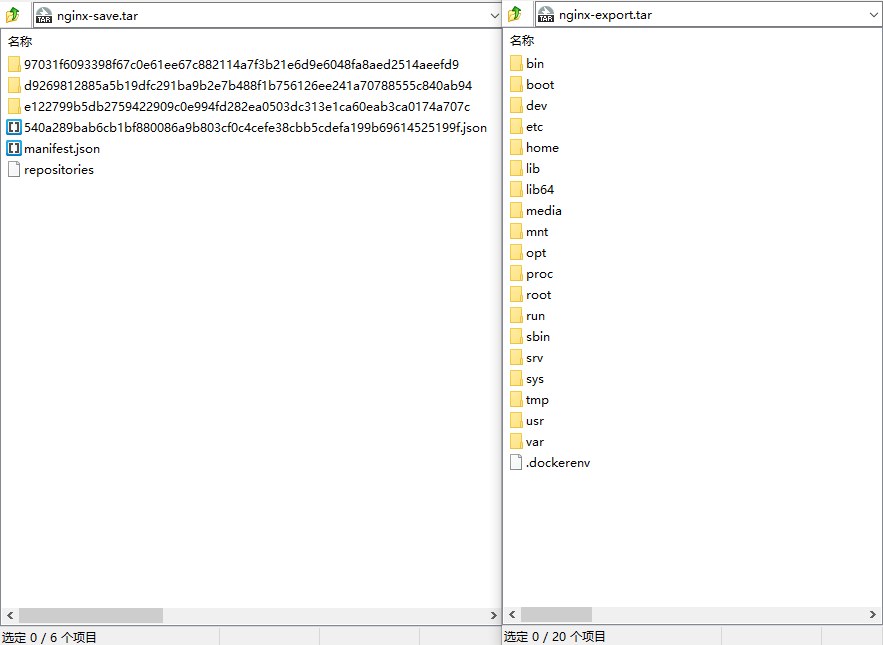 nginx-save.tar
名称
97031f6093398f67c0e61ee67c882114a7f3b21e6d9e6048fa8aed2514aeefd9
d9269812885a5b19dfc291ba9b2e7b488f1b756126ee241a70788555c840ab94
e122799b5db2759422909c0e994fd282ea0503dc313e1ca60eab3ca0174a707c
540a289bab6cb1bf880086a9b803cf0c4cefe38cbb5cdefa199b69614525199f.json
manifest.json
repositories
选定 0 / 6 个项目
nginx-export.tar
名称
bin
boot
dev
etc
home
lib
lib64
media
mnt
opt
proc
root
run
sbin
srv
sys
tmp
usr
var
.dockerenv
选定 0 / 20 个项目